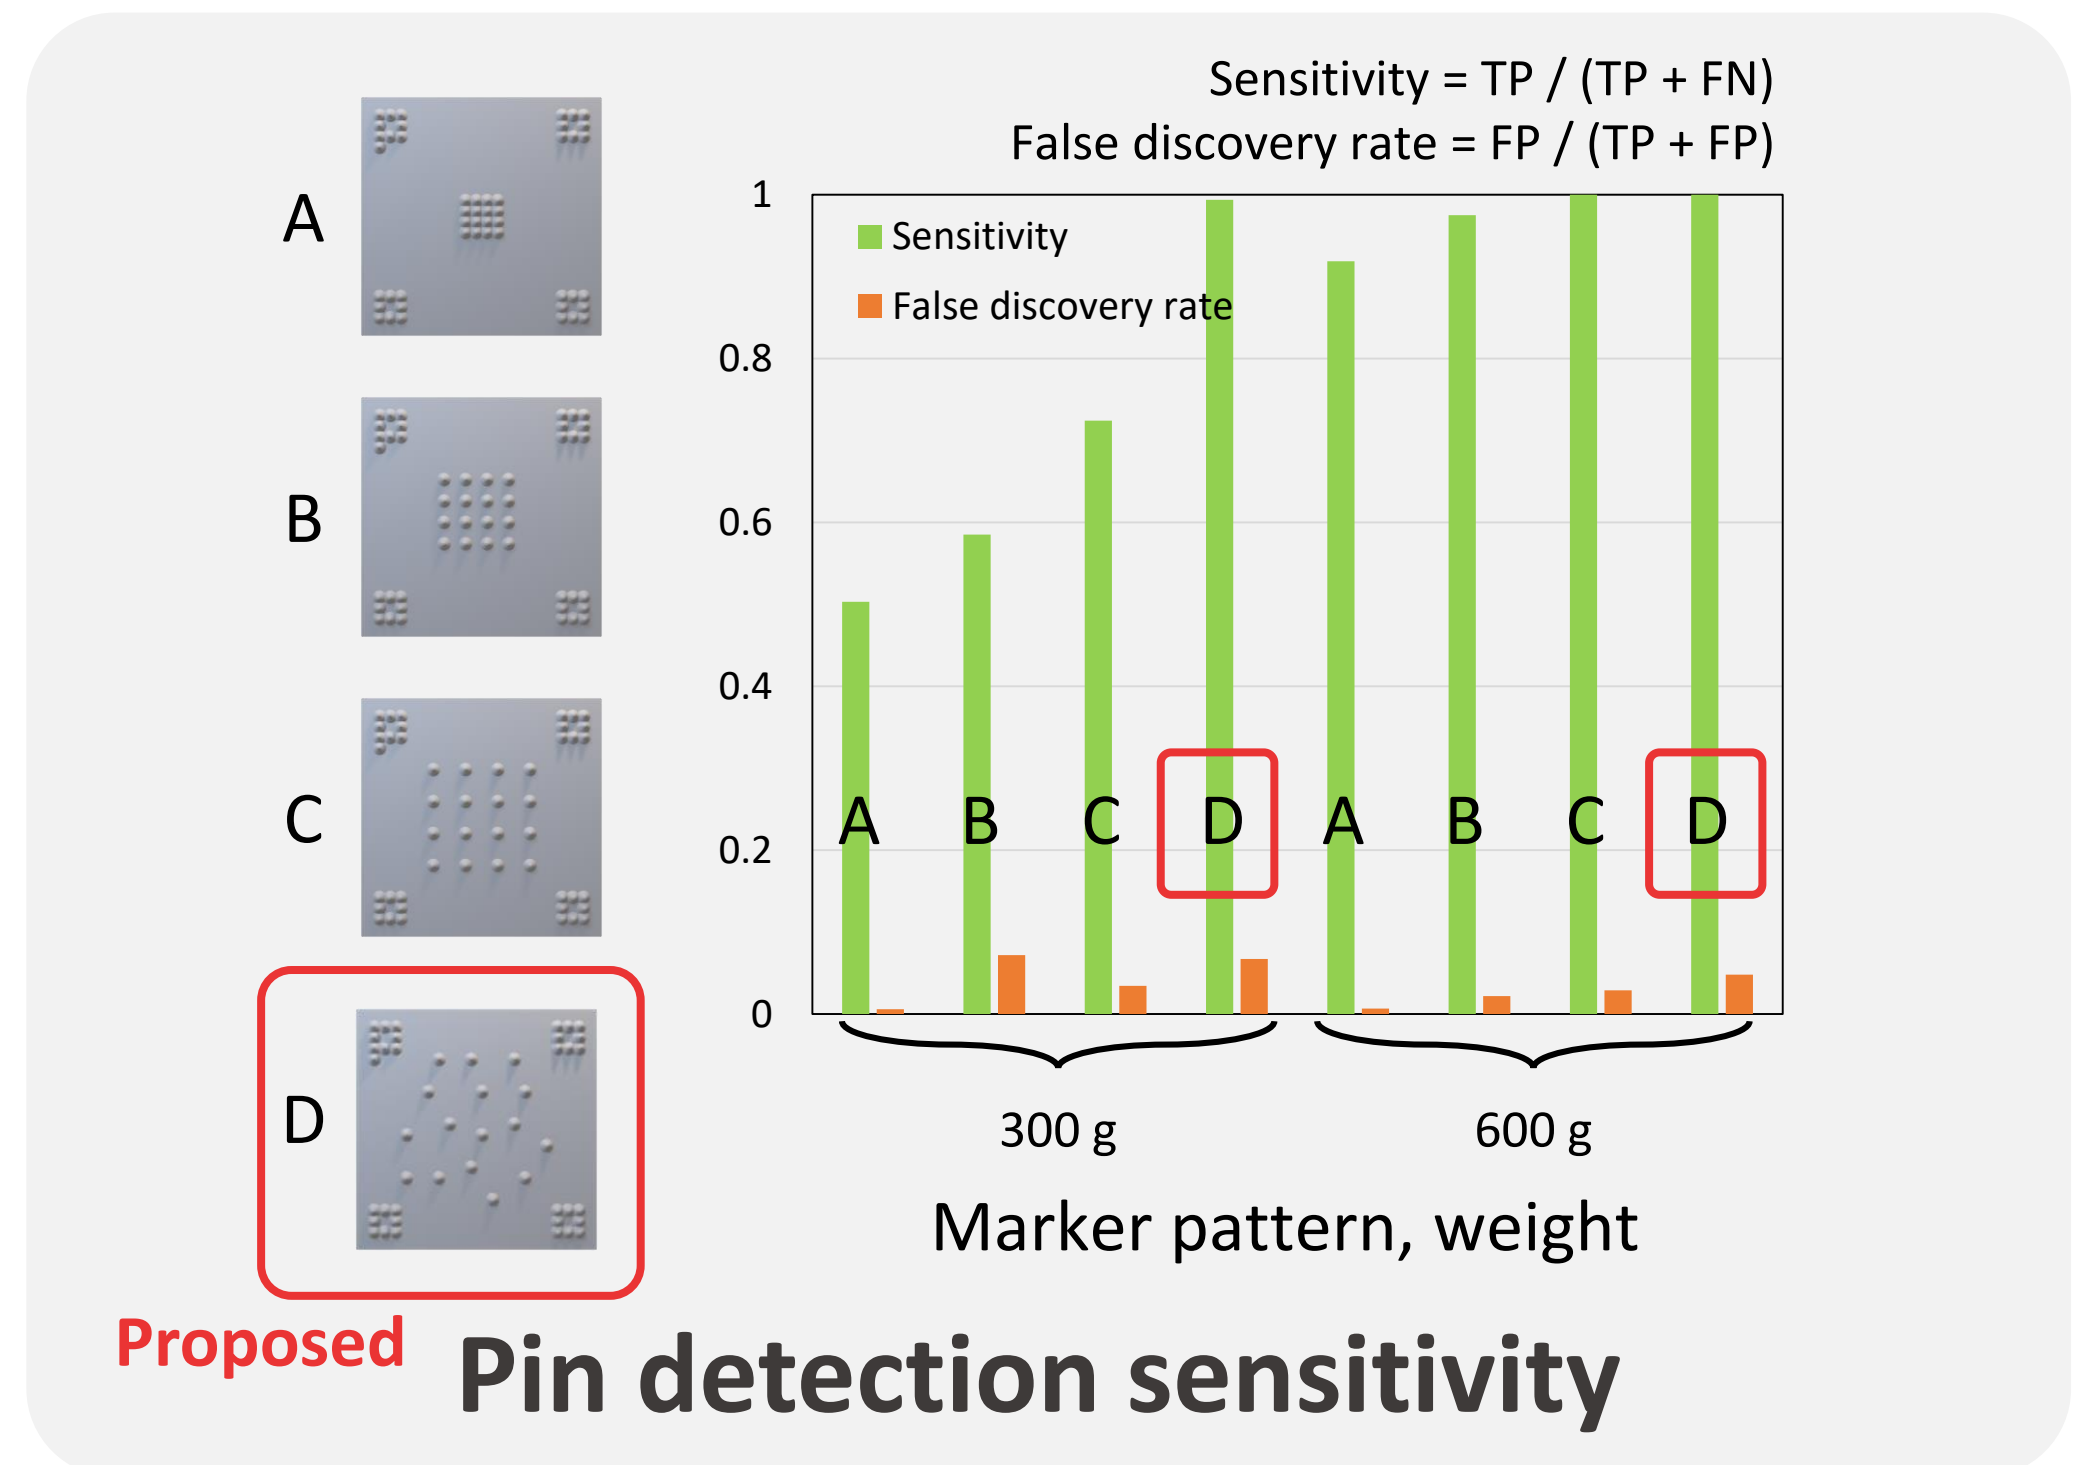 Sensitivity = TP / (TP + FN)
False discovery rate = FP / (TP + FP)
A
B
C
D
Proposed
1
0.8
0.6
0.4
0.2
0
Sensitivity
False discovery rate
A B C D A B C D
300 g 600 g
Marker pattern, weight
Pin detection sensitivity